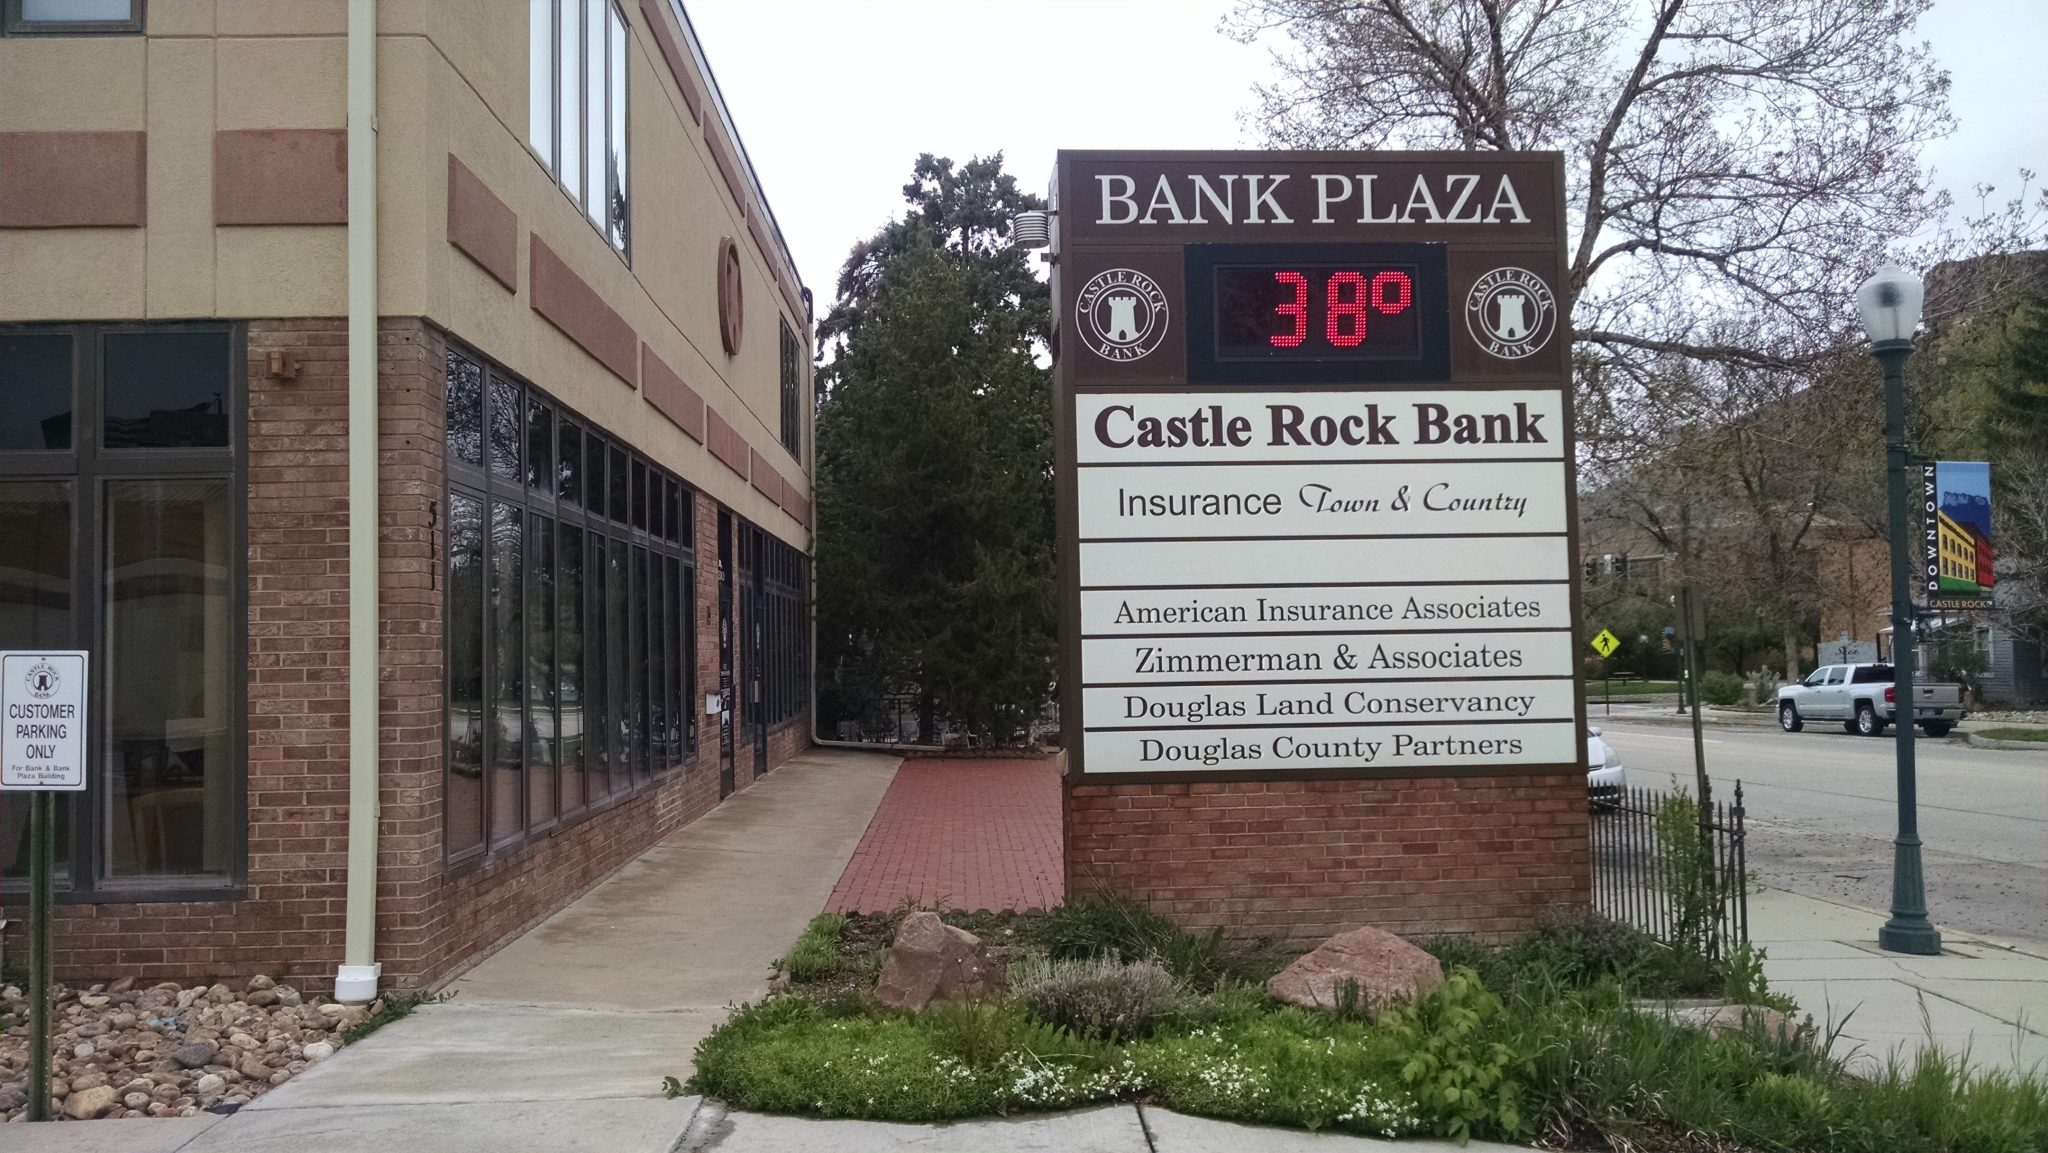 BANK PLAZA
CASTLE ROCK BANK
38°
CASTLE ROCK BANK
Castle Rock Bank
Insurance Town & Country
American Insurance Associates
Zimmerman & Associates
Douglas Land Conservancy
Douglas County Partners
511
CASTLE ROCK BANK
CUSTOMER
PARKING
ONLY
For Bank & Bank
Plaza Building
DOWNTOWN
CASTLE ROCK